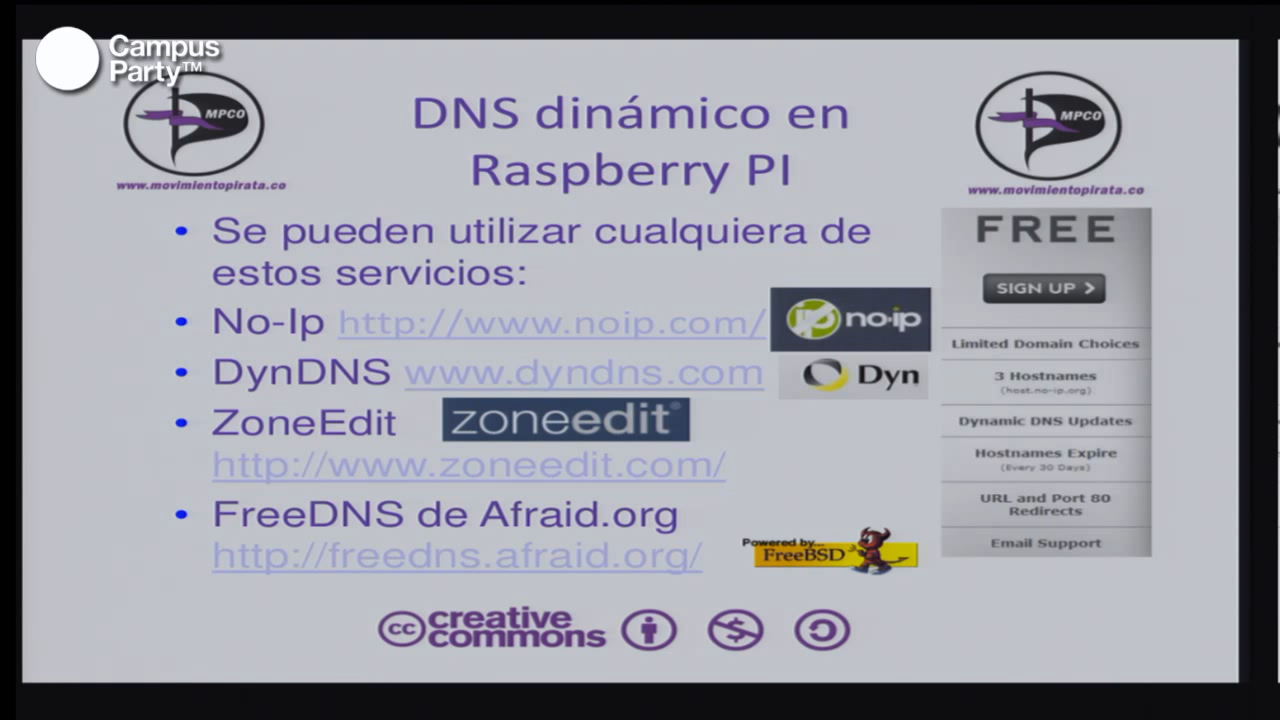 Campus
Party™
MPCO
www.movimientopirata.co
DNS dinámico en
Raspberry PI
MPCO
www.movimientopirata.co
• Se pueden utilizar cualquiera de
estos servicios:
• No-Ip http://www.noip.com/
no-ip
• DynDNS www.dyndns.com
Dyn
• ZoneEdit
zoneedit®
http://www.zoneedit.com/
• FreeDNS de Afraid.org
http://freedns.afraid.org/
Powered by...
FreeBSD
FREE
SIGN UP >
Limited Domain Choices
3 Hostnames
(host.no-ip.org)
Dynamic DNS Updates
Hostnames Expire
(Every 30 Days)
URL and Port 80
Redirects
Email Support
cc creative
commons